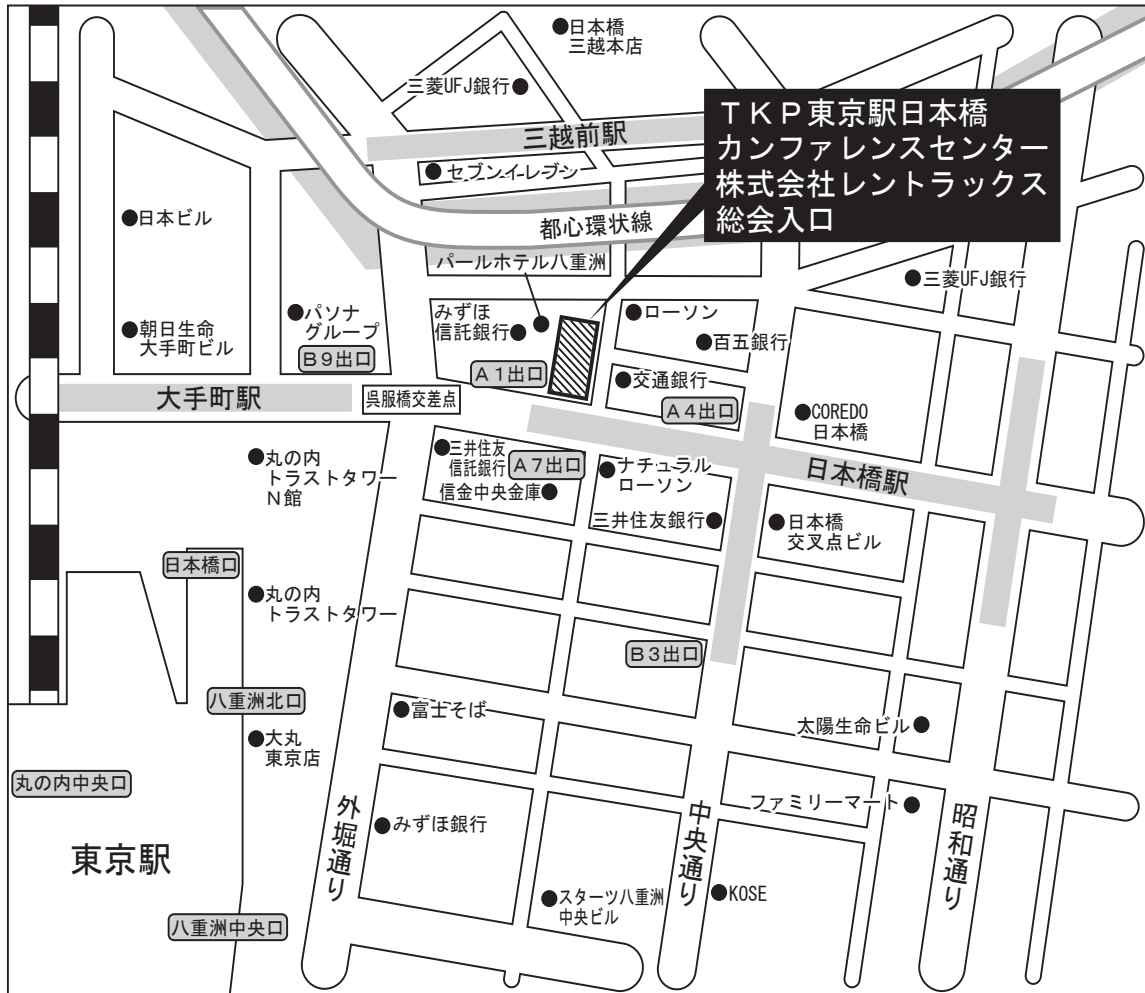 日本橋
三越本店
三菱UFJ銀行
TKP東京駅日本橋
カンファレンスセンター
株式会社レントラックス
総会入口
三越前駅
セブンイレブン
日本ビル
都心環状線
パールホテル八重洲
三菱UFJ銀行
パソナ
グループ
みずほ
信託銀行
ローソン
朝日生命
大手町ビル
百五銀行
B9出口
A1出口
交通銀行
大手町駅
呉服橋交差点
A4出口
COREDO
日本橋
三井住友
信託銀行
A7出口
ナチュラル
ローソン
日本橋駅
丸の内
トラストタワー
N館
信金中央金庫
三井住友銀行
日本橋
交叉点ビル
日本橋口
丸の内
トラストタワー
B3出口
八重洲北口
富士そば
太陽生命ビル
大丸
東京店
丸の内中央口
外堀通り
中央通り
ファミリーマート
昭和通り
みずほ銀行
東京駅
スターツ八重洲
中央ビル
KOSE
八重洲中央口